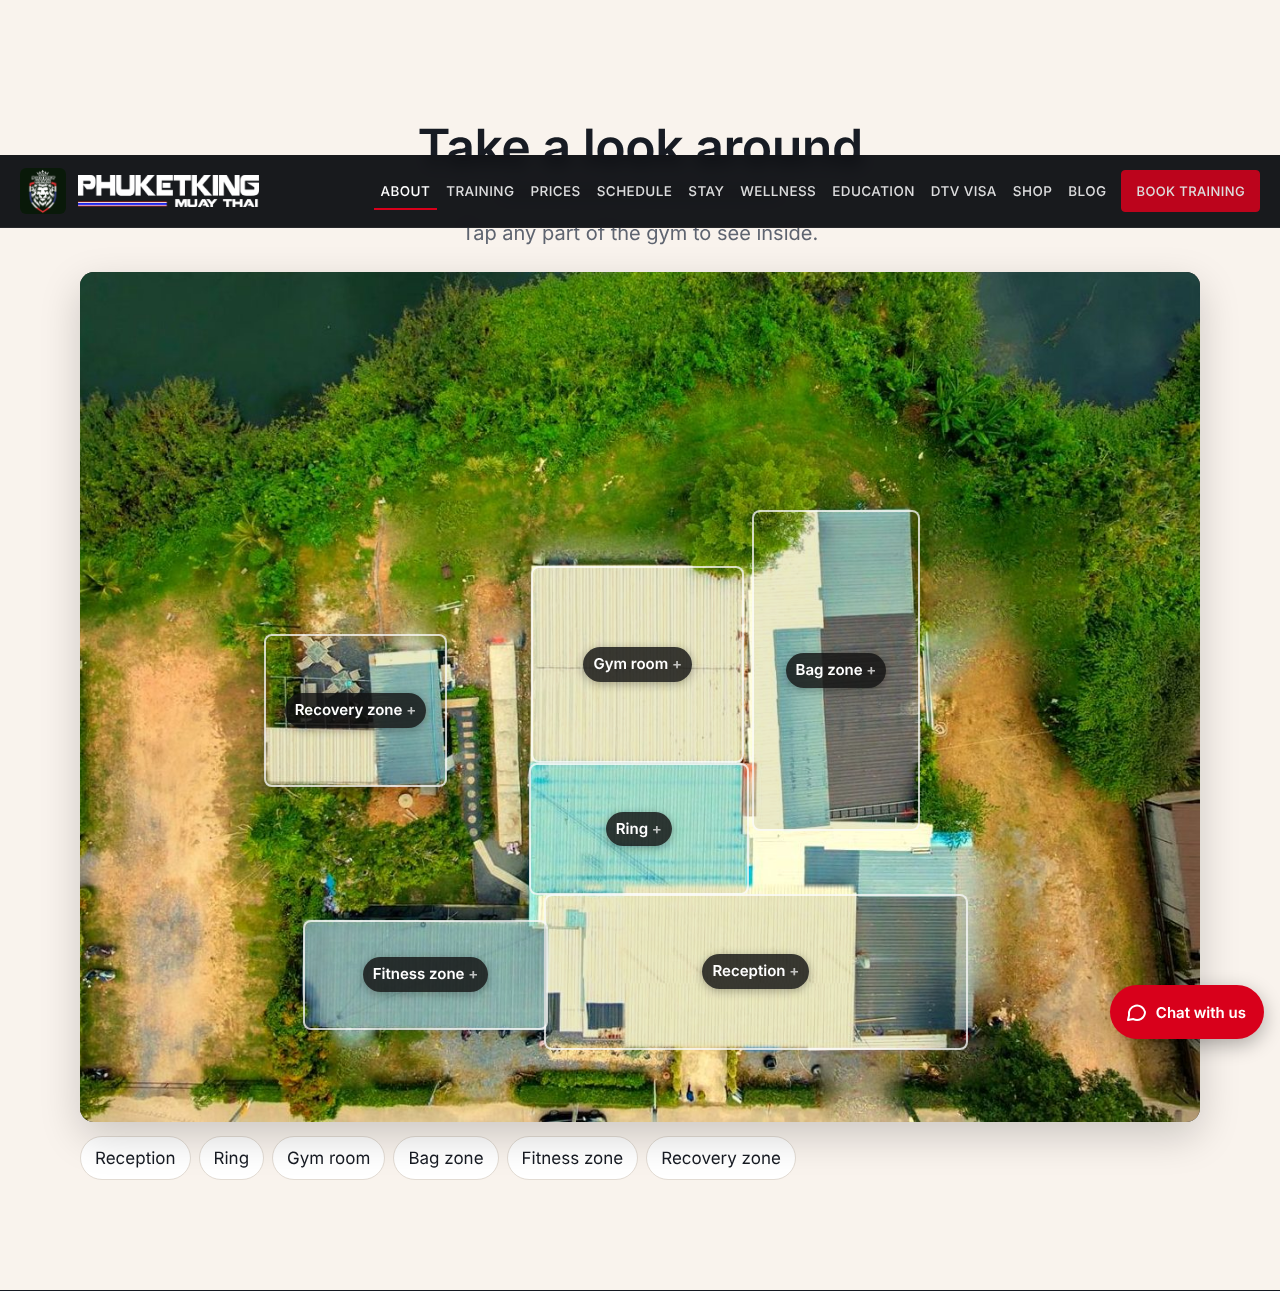 Take a look around
PHUKETKING
MUAY THAI
ABOUT TRAINING PRICES SCHEDULE STAY WELLNESS EDUCATION DTV VISA SHOP BLOG BOOK TRAINING
Tap any part of the gym to see inside.
Gym room +
Bag zone +
Recovery zone +
Ring +
Fitness zone +
Reception +
Chat with us
Reception Ring Gym room Bag zone Fitness zone Recovery zone